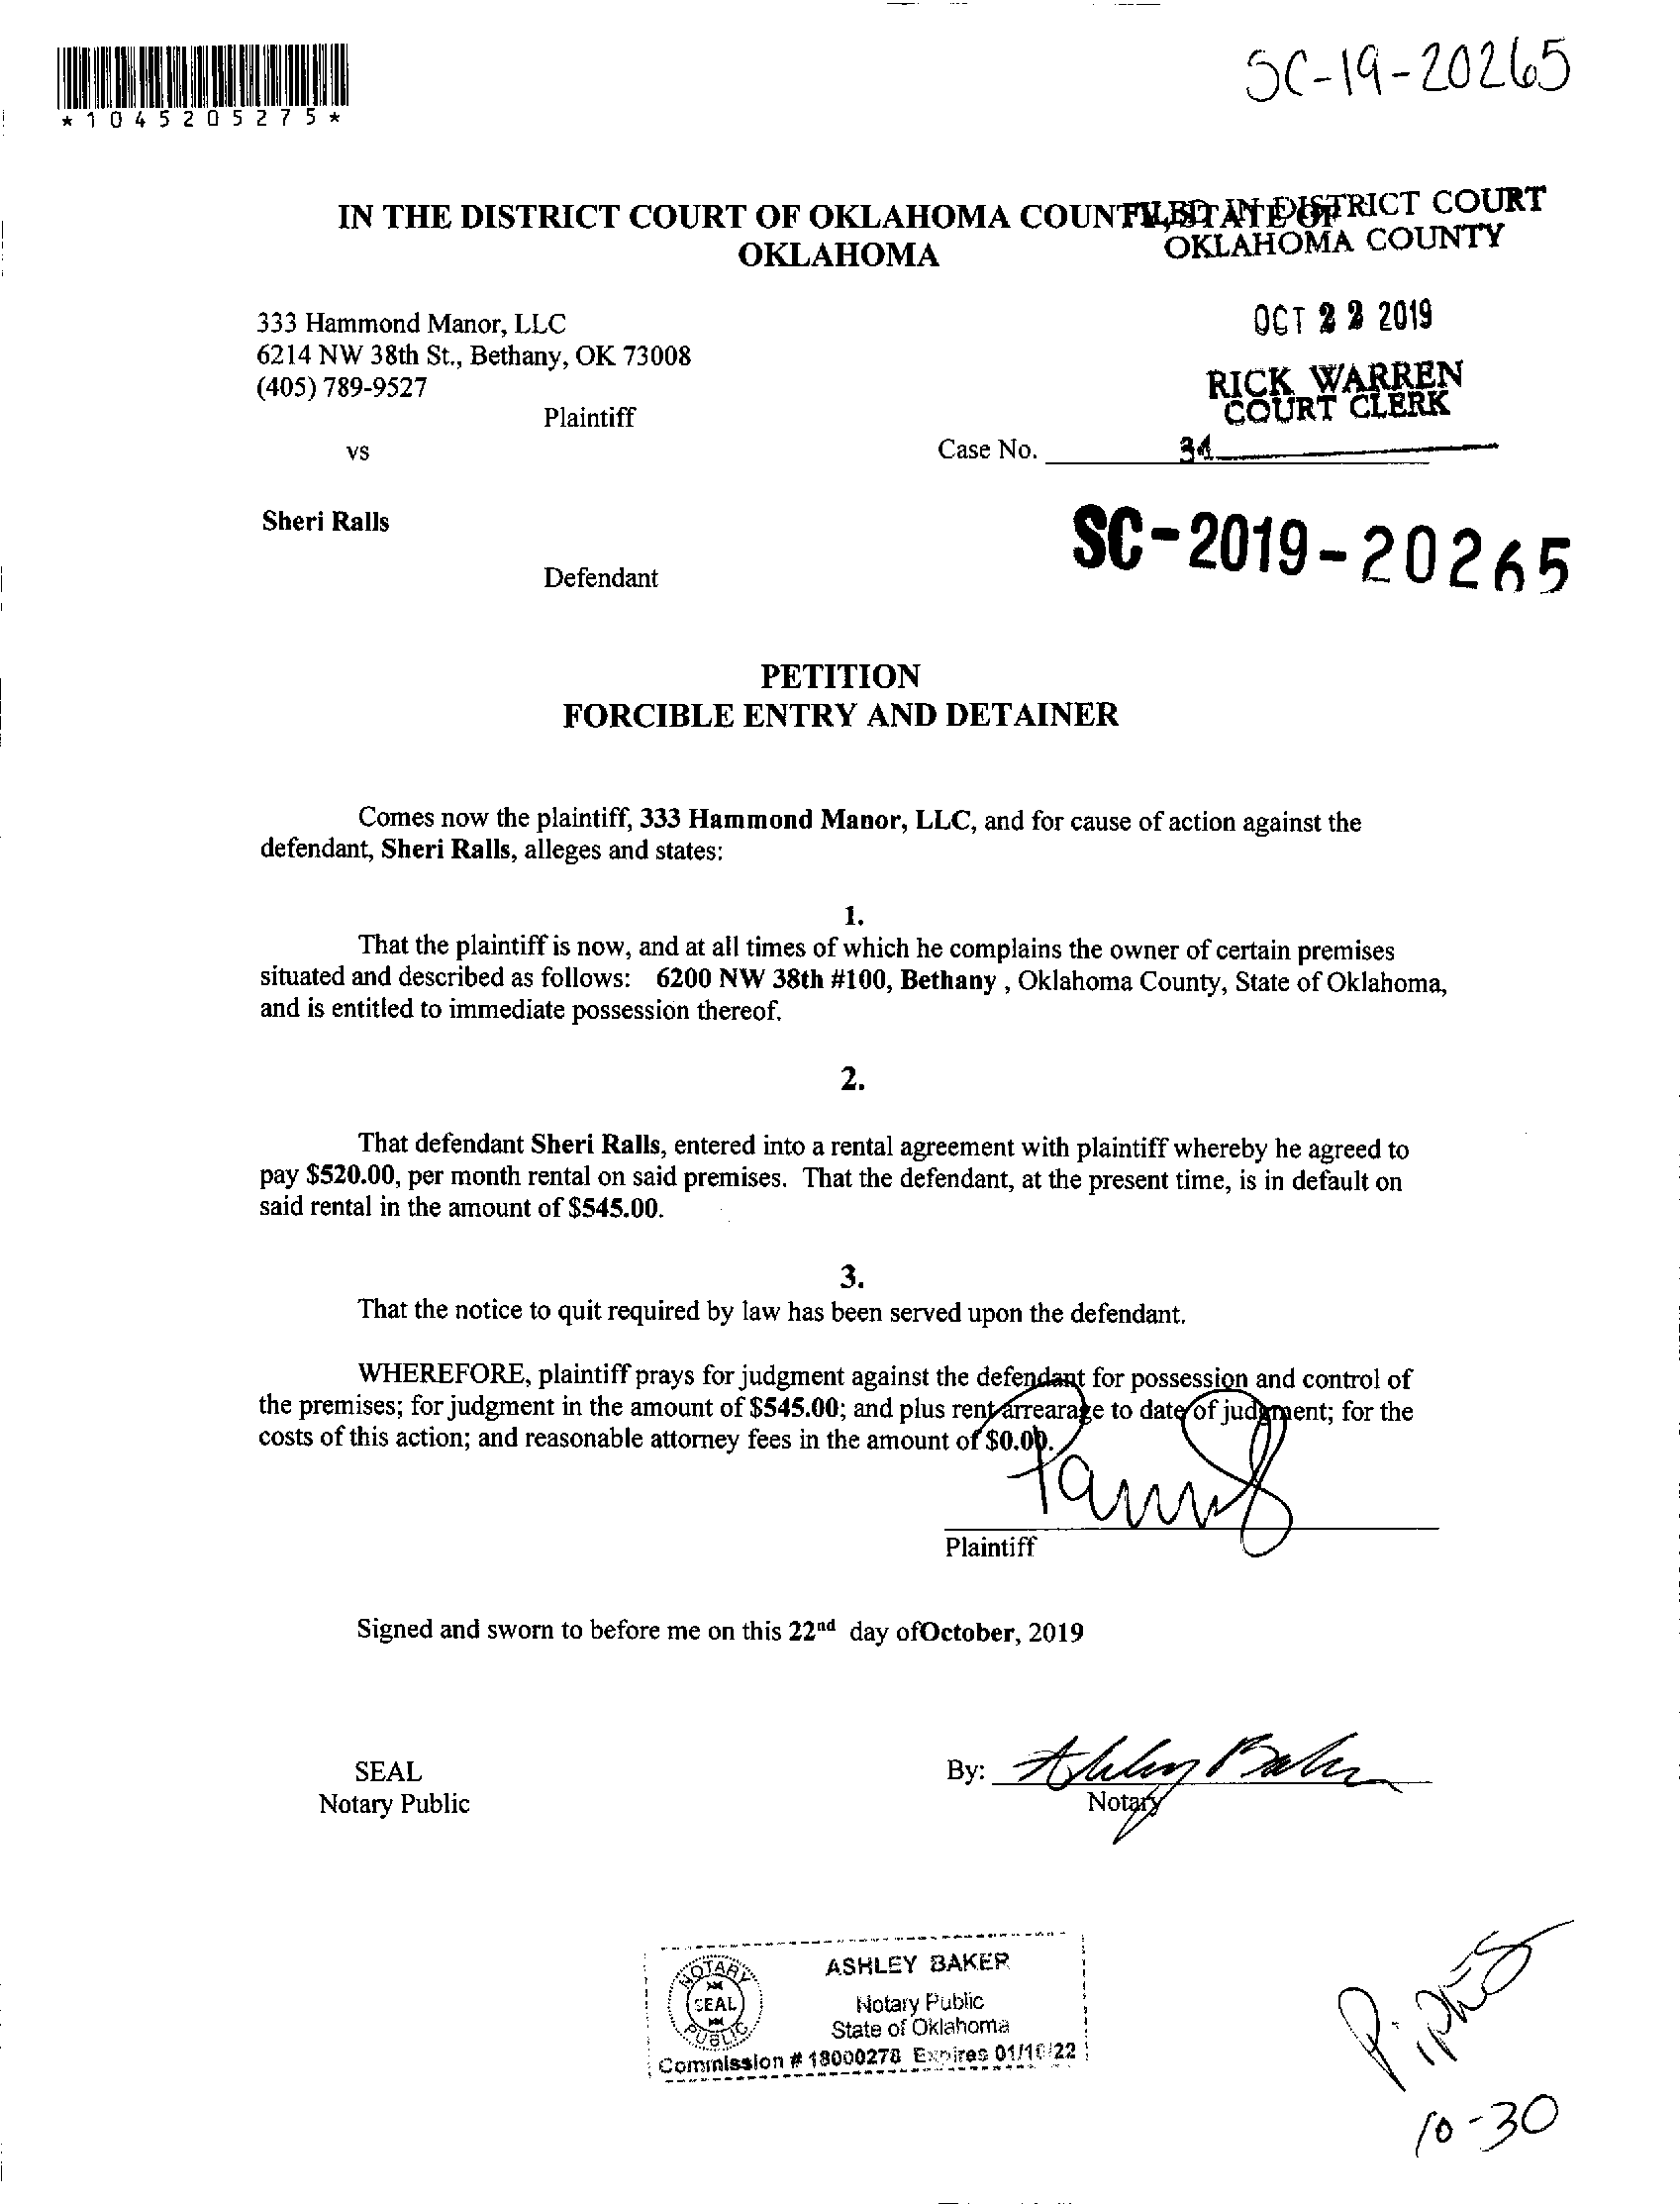 SC-19-20265
*1045205275*
IN THE DISTRICT COURT OF OKLAHOMA COUNTY, STATE OF
OKLAHOMA
FILED IN DISTRICT COURT
OKLAHOMA COUNTY
OCT 22 2019
RICK WARREN
COURT CLERK
34
333 Hammond Manor, LLC
6214 NW 38th St., Bethany, OK 73008
(405) 789-9527
Plaintiff
vs
Case No.
Sheri Ralls
SC-2019-20265
Defendant
PETITION
FORCIBLE ENTRY AND DETAINER
Comes now the plaintiff, 333 Hammond Manor, LLC, and for cause of action against the
defendant, Sheri Ralls, alleges and states:
1.
That the plaintiff is now, and at all times of which he complains the owner of certain premises
situated and described as follows: 6200 NW 38th #100, Bethany , Oklahoma County, State of Oklahoma,
and is entitled to immediate possession thereof.
2.
That defendant Sheri Ralls, entered into a rental agreement with plaintiff whereby he agreed to
pay $520.00, per month rental on said premises. That the defendant, at the present time, is in default on
said rental in the amount of $545.00.
3.
That the notice to quit required by law has been served upon the defendant.
WHEREFORE, plaintiff prays for judgment against the defendant for possession and control of
the premises; for judgment in the amount of $545.00; and plus rent arrearage to date of judgment; for the
costs of this action; and reasonable attorney fees in the amount of $0.00.
Plaintiff
Signed and sworn to before me on this 22nd day ofOctober, 2019
SEAL
Notary Public
By: Ashley Baker
Notary
NOTARY
SEAL
PUBLIC
ASHLEY BAKER
Notary Public
State of Oklahoma
Commission # 18000278 Expires 01/10/22
10-30